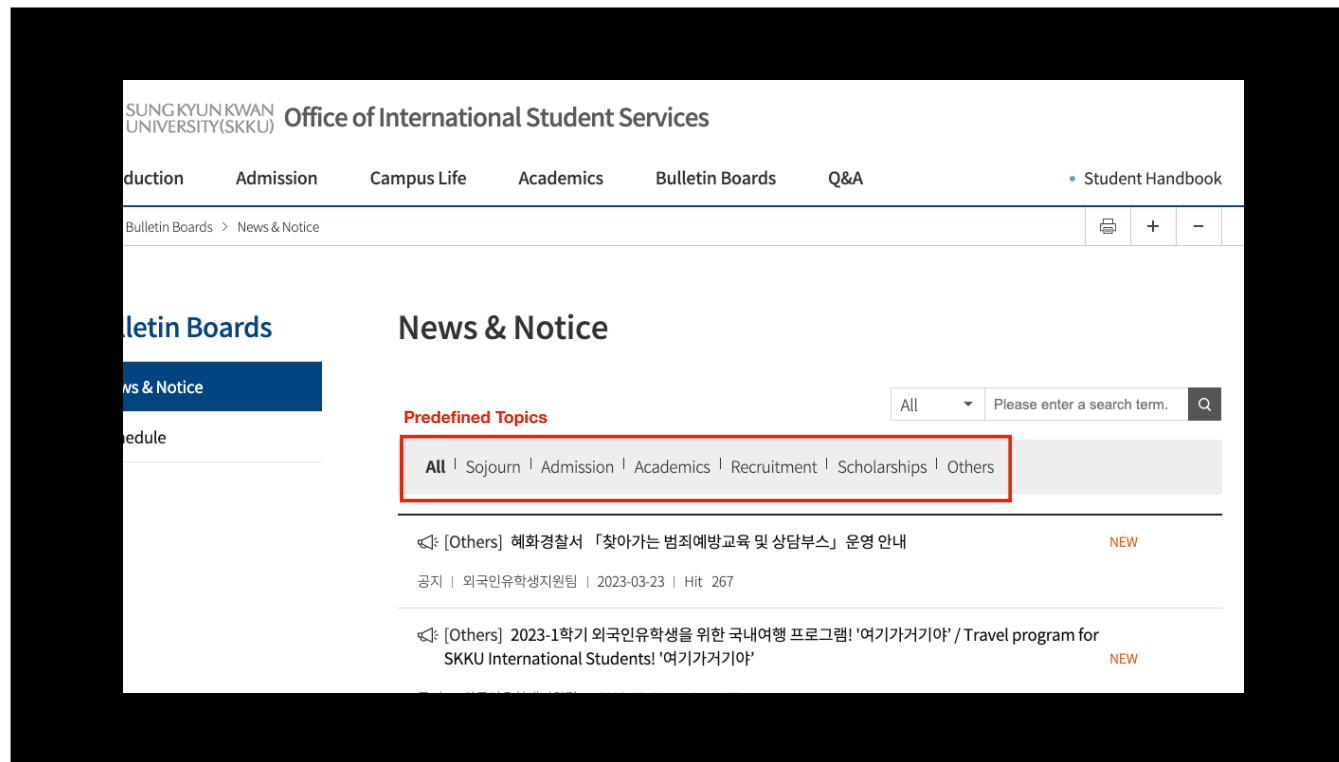 SUNG KYUN KWAN
UNIVERSITY(SKKU)
Office of International Student Services
duction Admission Campus Life Academics Bulletin Boards Q&A • Student Handbook
Bulletin Boards > News & Notice + -
lletin Boards
News & Notice
ws & Notice
All Please enter a search term.
Predefined Topics
hedule
All | Sojourn | Admission | Academics | Recruitment | Scholarships | Others
[Others] 혜화경찰서 「찾아가는 범죄예방교육 및 상담부스」 운영 안내 NEW
공지 | 외국인유학생지원팀 | 2023-03-23 | Hit 267
[Others] 2023-1학기 외국인유학생을 위한 국내여행 프로그램! '여기가거기야' / Travel program for
SKKU International Students! '여기가거기야’ NEW